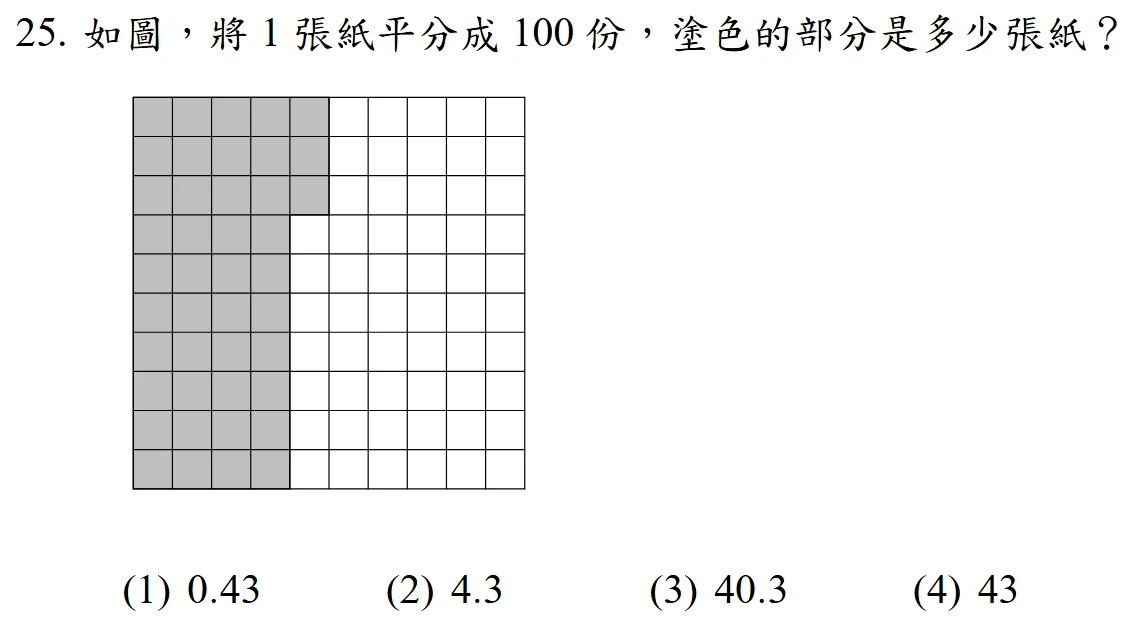 25. 如圖，將 1 張紙平分成 100 份，塗色的部分是多少張紙？
(1) 0.43 (2) 4.3 (3) 40.3 (4) 43